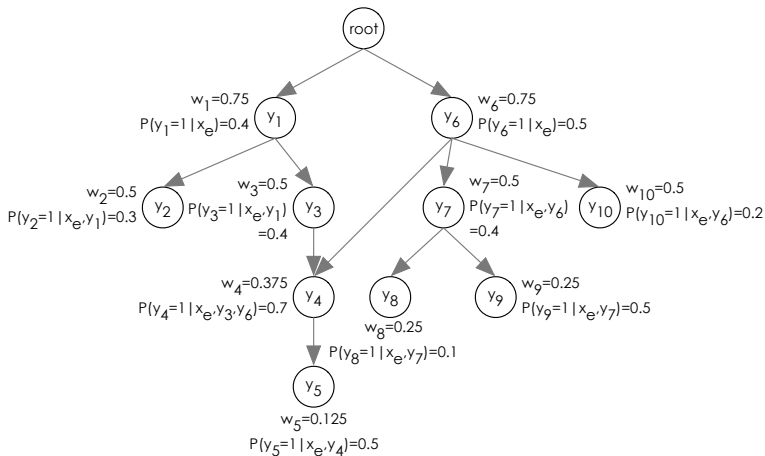 root
w1=0.75
P(y1=1|xe)=0.4
y1
y6
w6=0.75
P(y6=1|xe)=0.5
w2=0.5
P(y2=1|xe,y1)=0.3
y2
w3=0.5
P(y3=1|xe,y1)
=0.4
y3
y7
w7=0.5
P(y7=1|xe,y6)
=0.4
y10
w10=0.5
P(y10=1|xe,y6)=0.2
w4=0.375
P(y4=1|xe,y3,y6)=0.7
y4
y8
w8=0.25
P(y8=1|xe,y7)=0.1
y9
w9=0.25
P(y9=1|xe,y7)=0.5
y5
w5=0.125
P(y5=1|xe,y4)=0.5